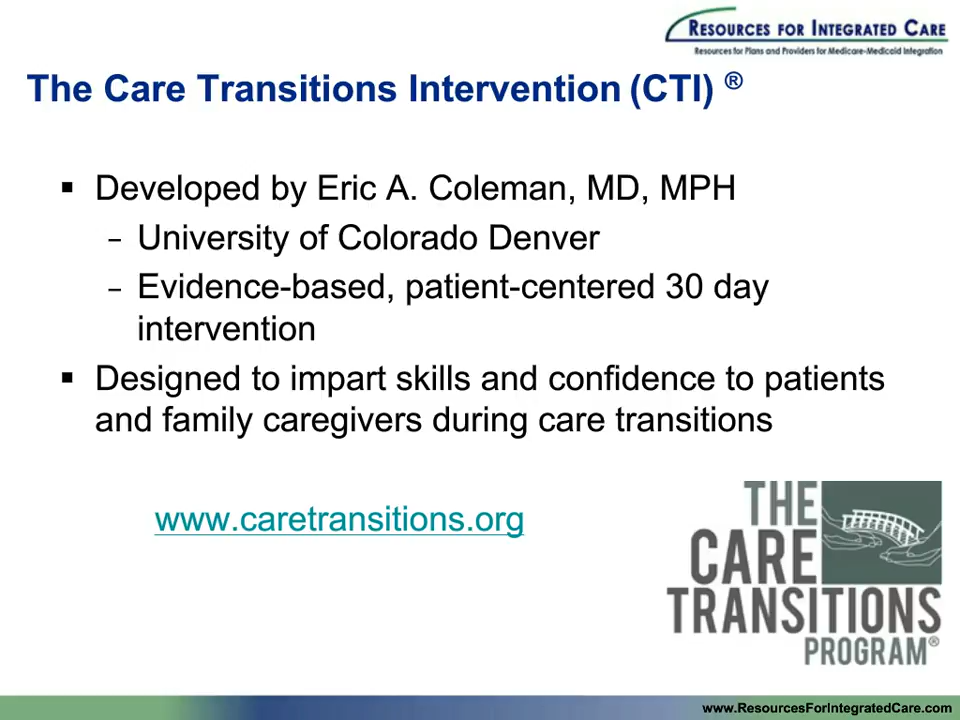 RESOURCES FOR INTEGRATED CARE
Resources for Plans and Providers for Medicare-Medicaid Integration
The Care Transitions Intervention (CTI) ®
▪ Developed by Eric A. Coleman, MD, MPH
– University of Colorado Denver
– Evidence-based, patient-centered 30 day
intervention
▪ Designed to impart skills and confidence to patients
and family caregivers during care transitions
www.caretransitions.org
THE
CARE
TRANSITIONS
PROGRAM®
www.ResourcesForIntegratedCare.com